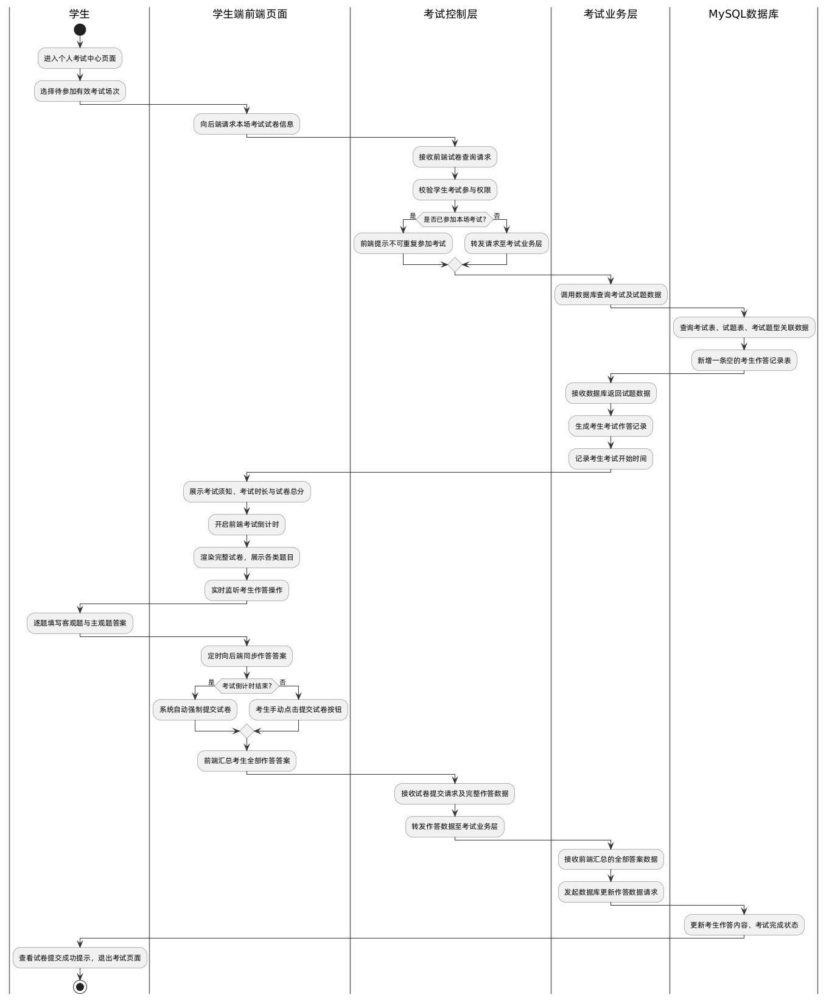 学生
学生端前端页面
考试控制层
考试业务层
MySQL数据库
进入个人考试中心页面
选择待参加有效考试场次
向后端请求本场考试试卷信息
接收前端试卷查询请求
校验学生考试参与权限
是
是否已参加本场考试?
否
前端提示不可重复参加考试
转发请求至考试业务层
调用数据库查询考试及试题数据
查询考试表、试题表、考试题型关联数据
新增一条空的考生作答记录表
接收数据库返回试题数据
生成考生考试作答记录
记录考生考试开始时间
展示考试须知、考试时长与试卷总分
开启前端考试倒计时
渲染完整试卷，展示各类题目
实时监听考生作答操作
逐题填写客观题与主观题答案
定时向后端同步作答答案
是
考试倒计时结束?
否
系统自动强制提交试卷
考生手动点击提交试卷按钮
前端汇总考生全部作答答案
接收试卷提交请求及完整作答数据
转发作答数据至考试业务层
接收前端汇总的全部答案数据
发起数据库更新作答数据请求
更新考生作答内容、考试完成状态
查看试卷提交成功提示，退出考试页面